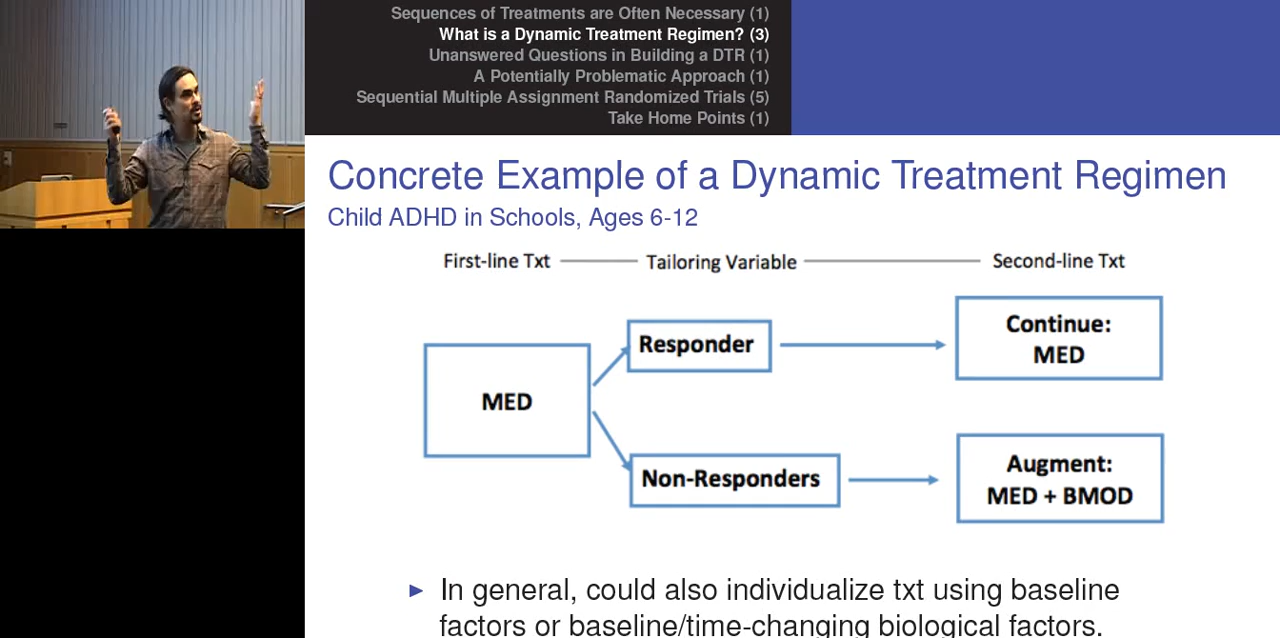 Sequences of Treatments are Often Necessary (1)
What is a Dynamic Treatment Regimen? (3)
Unanswered Questions in Building a DTR (1)
A Potentially Problematic Approach (1)
Sequential Multiple Assignment Randomized Trials (5)
Take Home Points (1)
Concrete Example of a Dynamic Treatment Regimen
Child ADHD in Schools, Ages 6-12
First-line Txt
Tailoring Variable
Second-line Txt
MED
Responder
Continue:
MED
Non-Responders
Augment:
MED + BMOD
In general, could also individualize txt using baseline
factors or baseline/time-changing biological factors.